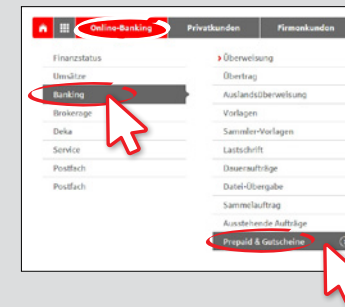 Online-Banking Privatkunden Firmenkunden
Finanzstatus
Umsätze
Banking
Brokerage
Deka
Service
Postfach
Postfach
Überweisung
Übertrag
Auslandsüberweisung
Vorlagen
Sammler-Vorlagen
Lastschrift
Daueraufträge
Datei-Übergabe
Sammelauftrag
Ausstehende Aufträge
Prepaid & Gutscheine